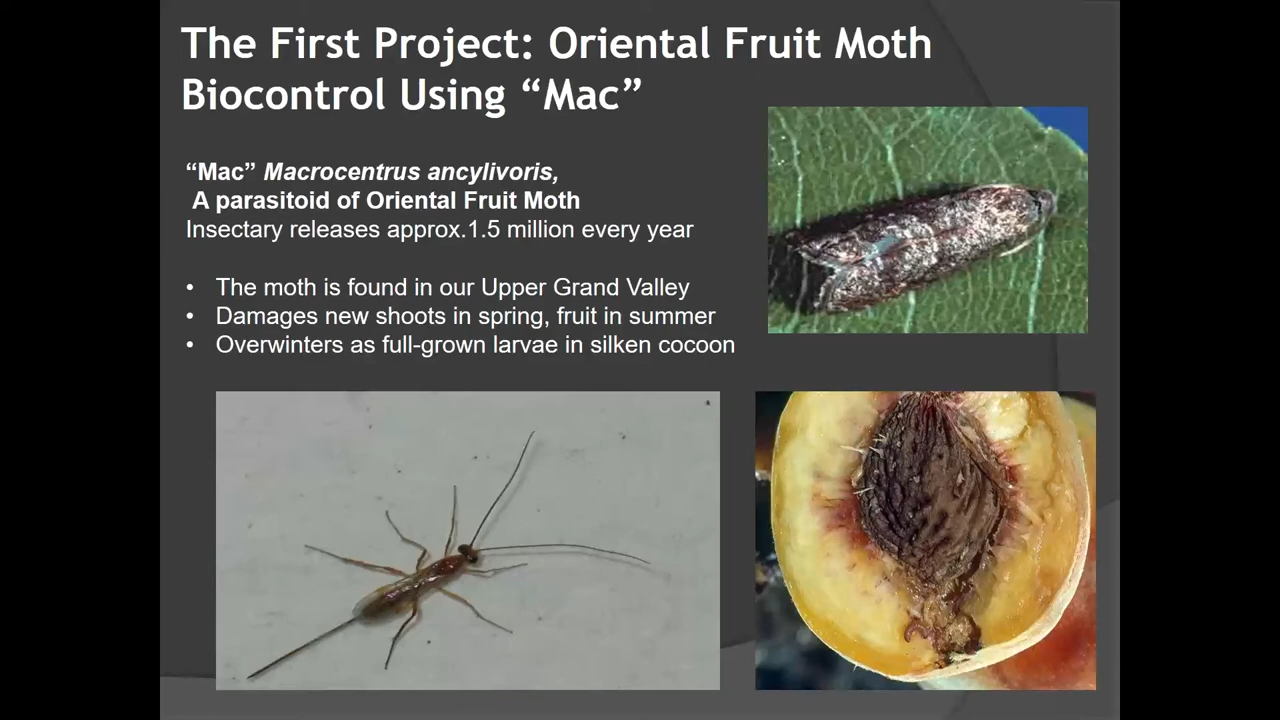 The First Project: Oriental Fruit Moth
Biocontrol Using “Mac”
“Mac” Macrocentrus ancylivoris,
A parasitoid of Oriental Fruit Moth
Insectary releases approx.1.5 million every year
• The moth is found in our Upper Grand Valley
• Damages new shoots in spring, fruit in summer
• Overwinters as full-grown larvae in silken cocoon